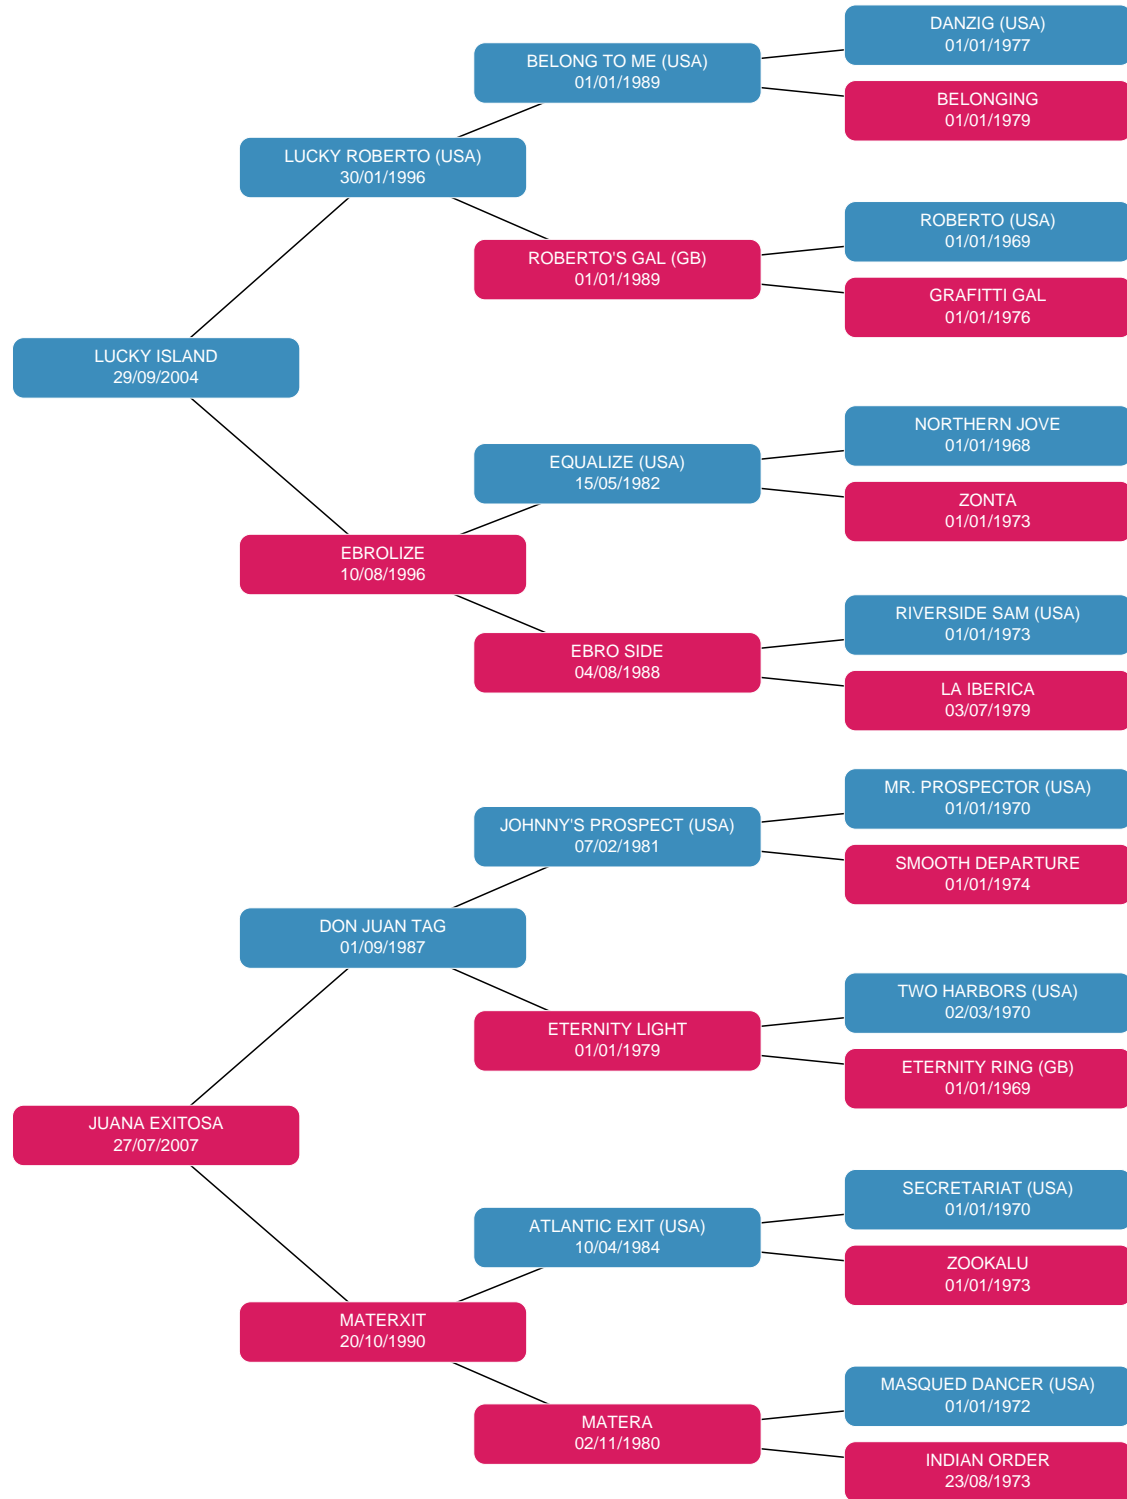 DANZIG (USA)
01/01/1977
BELONG TO ME (USA)
01/01/1989
BELONGING
01/01/1979
LUCKY ROBERTO (USA)
30/01/1996
ROBERTO (USA)
01/01/1969
ROBERTO'S GAL (GB)
01/01/1989
GRAFITTI GAL
01/01/1976
LUCKY ISLAND
29/09/2004
NORTHERN JOVE
01/01/1968
EQUALIZE (USA)
15/05/1982
ZONTA
01/01/1973
EBROLIZE
10/08/1996
RIVERSIDE SAM (USA)
01/01/1973
EBRO SIDE
04/08/1988
LA IBERICA
03/07/1979
MR. PROSPECTOR (USA)
01/01/1970
JOHNNY'S PROSPECT (USA)
07/02/1981
SMOOTH DEPARTURE
01/01/1974
DON JUAN TAG
01/09/1987
TWO HARBORS (USA)
02/03/1970
ETERNITY LIGHT
01/01/1979
ETERNITY RING (GB)
01/01/1969
JUANA EXITOSA
27/07/2007
SECRETARIAT (USA)
01/01/1970
ATLANTIC EXIT (USA)
10/04/1984
ZOOKALU
01/01/1973
MATERXIT
20/10/1990
MASQUED DANCER (USA)
01/01/1972
MATERA
02/11/1980
INDIAN ORDER
23/08/1973